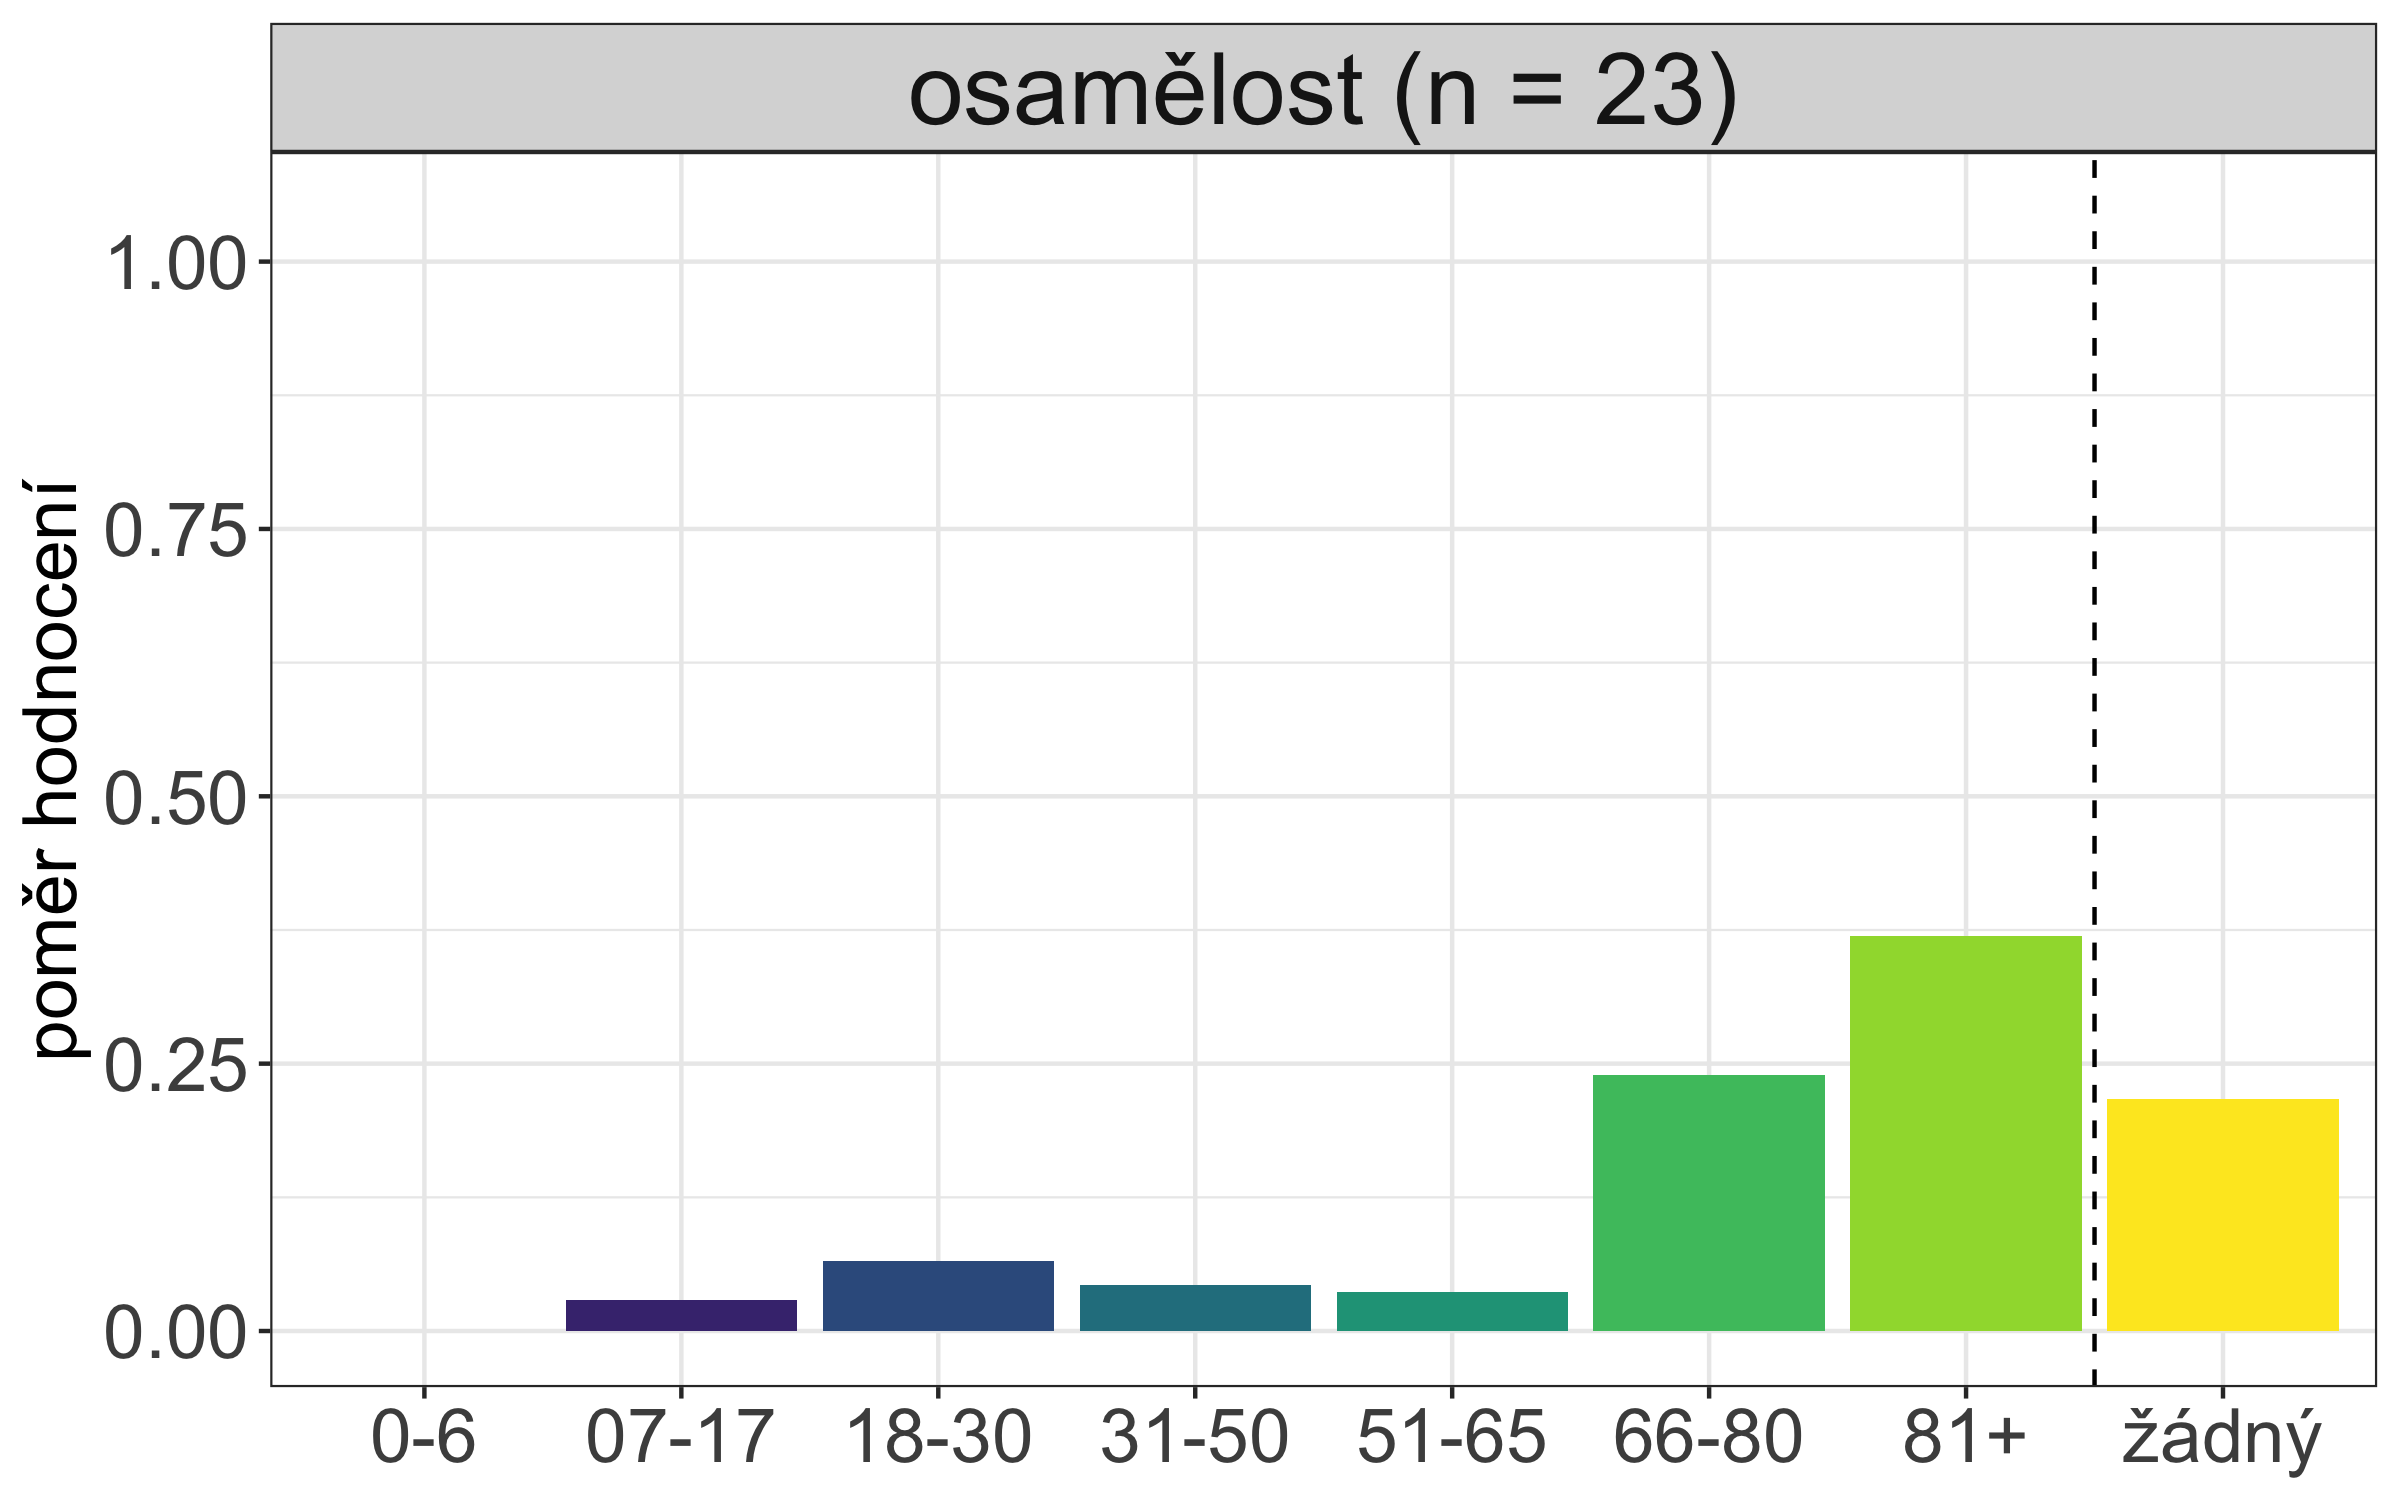 osamělost (n = 23)
poměr hodnocení
1.00
0.75
0.50
0.25
0.00
0-6 07-17 18-30 31-50 51-65 66-80 81+ žádný